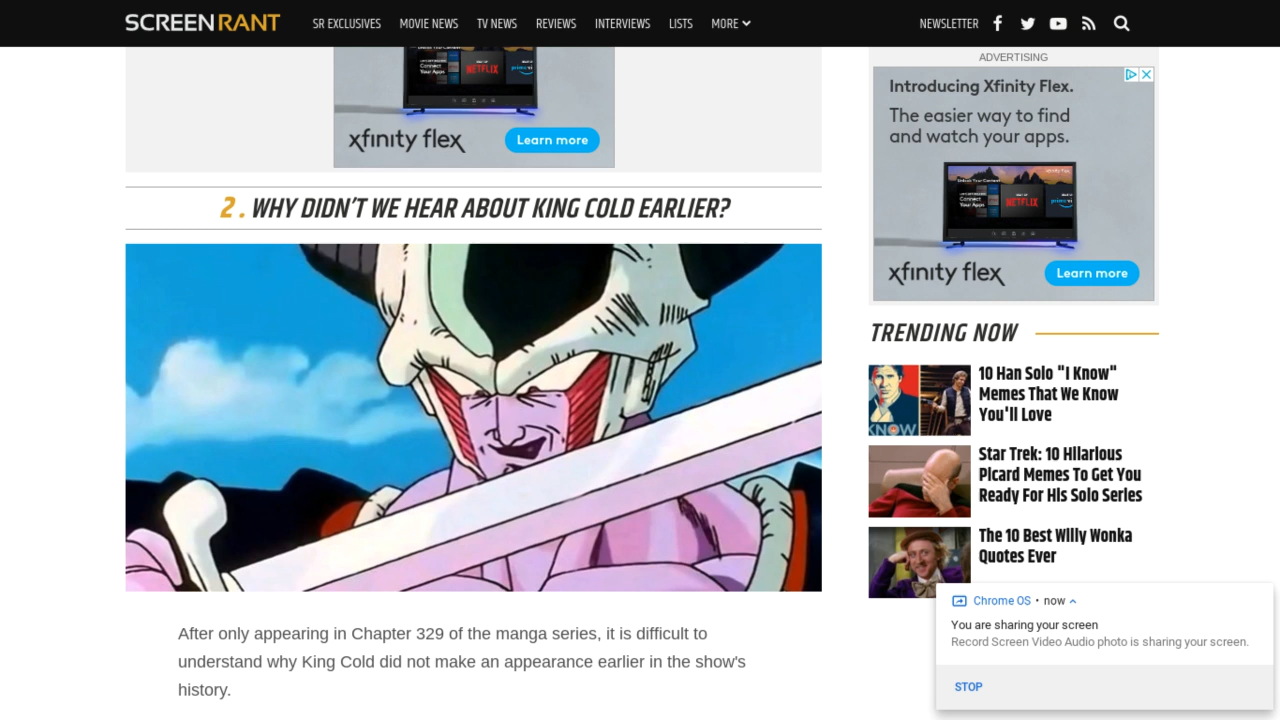 SCREENRANT
SR EXCLUSIVES MOVIE NEWS TV NEWS REVIEWS INTERVIEWS LISTS MORE
NEWSLETTER
NETFLIX
xfinity flex
Learn more
2 . WHY DIDN'T WE HEAR ABOUT KING COLD EARLIER?
After only appearing in Chapter 329 of the manga series, it is difficult to
understand why King Cold did not make an appearance earlier in the show's
history.
ADVERTISING
Introducing Xfinity Flex.
The easier way to find
and watch your apps.
NETFLIX
xfinity flex
Learn more
TRENDING NOW
KNOW
10 Han Solo "I Know"
Memes That We Know
You'll Love
Star Trek: 10 Hilarious
Picard Memes To Get You
Ready For His Solo Series
The 10 Best Willy Wonka
Quotes Ever
Chrome OS • now
You are sharing your screen
Record Screen Video Audio photo is sharing your screen.
STOP